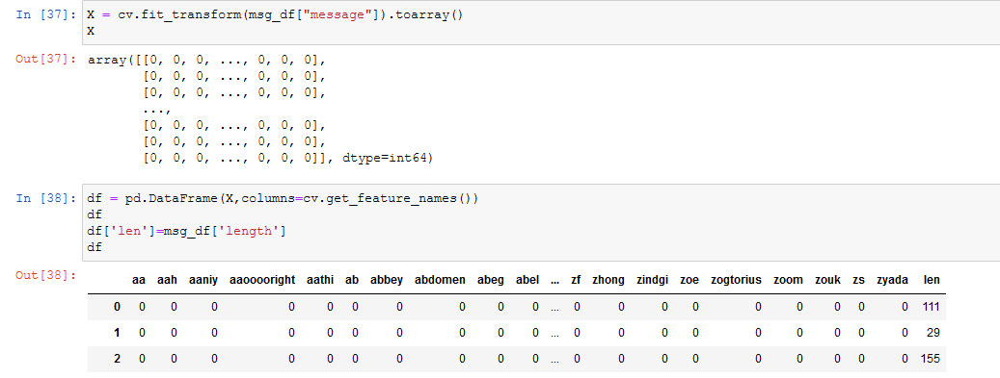 In [37]: X = cv.fit_transform(msg_df["message"]).toarray()
X
Out[37]: array([[0, 0, 0, ..., 0, 0, 0],
[0, 0, 0, ..., 0, 0, 0],
[0, 0, 0, ..., 0, 0, 0],
...,
[0, 0, 0, ..., 0, 0, 0],
[0, 0, 0, ..., 0, 0, 0],
[0, 0, 0, ..., 0, 0, 0]], dtype=int64)
In [38]: df = pd.DataFrame(X,columns=cv.get_feature_names())
df
df['len']=msg_df['length']
df
Out[38]:
aa aah aaniy aaooooright aathi ab abbey abdomen abeg abel ... zf zhong zindgi zoe zogtorius zoom zouk zs zyada len
0 0 0 0 0 0 0 0 0 0 0 ... 0 0 0 0 0 0 0 0 0 111
1 0 0 0 0 0 0 0 0 0 0 ... 0 0 0 0 0 0 0 0 0 29
2 0 0 0 0 0 0 0 0 0 0 ... 0 0 0 0 0 0 0 0 0 155